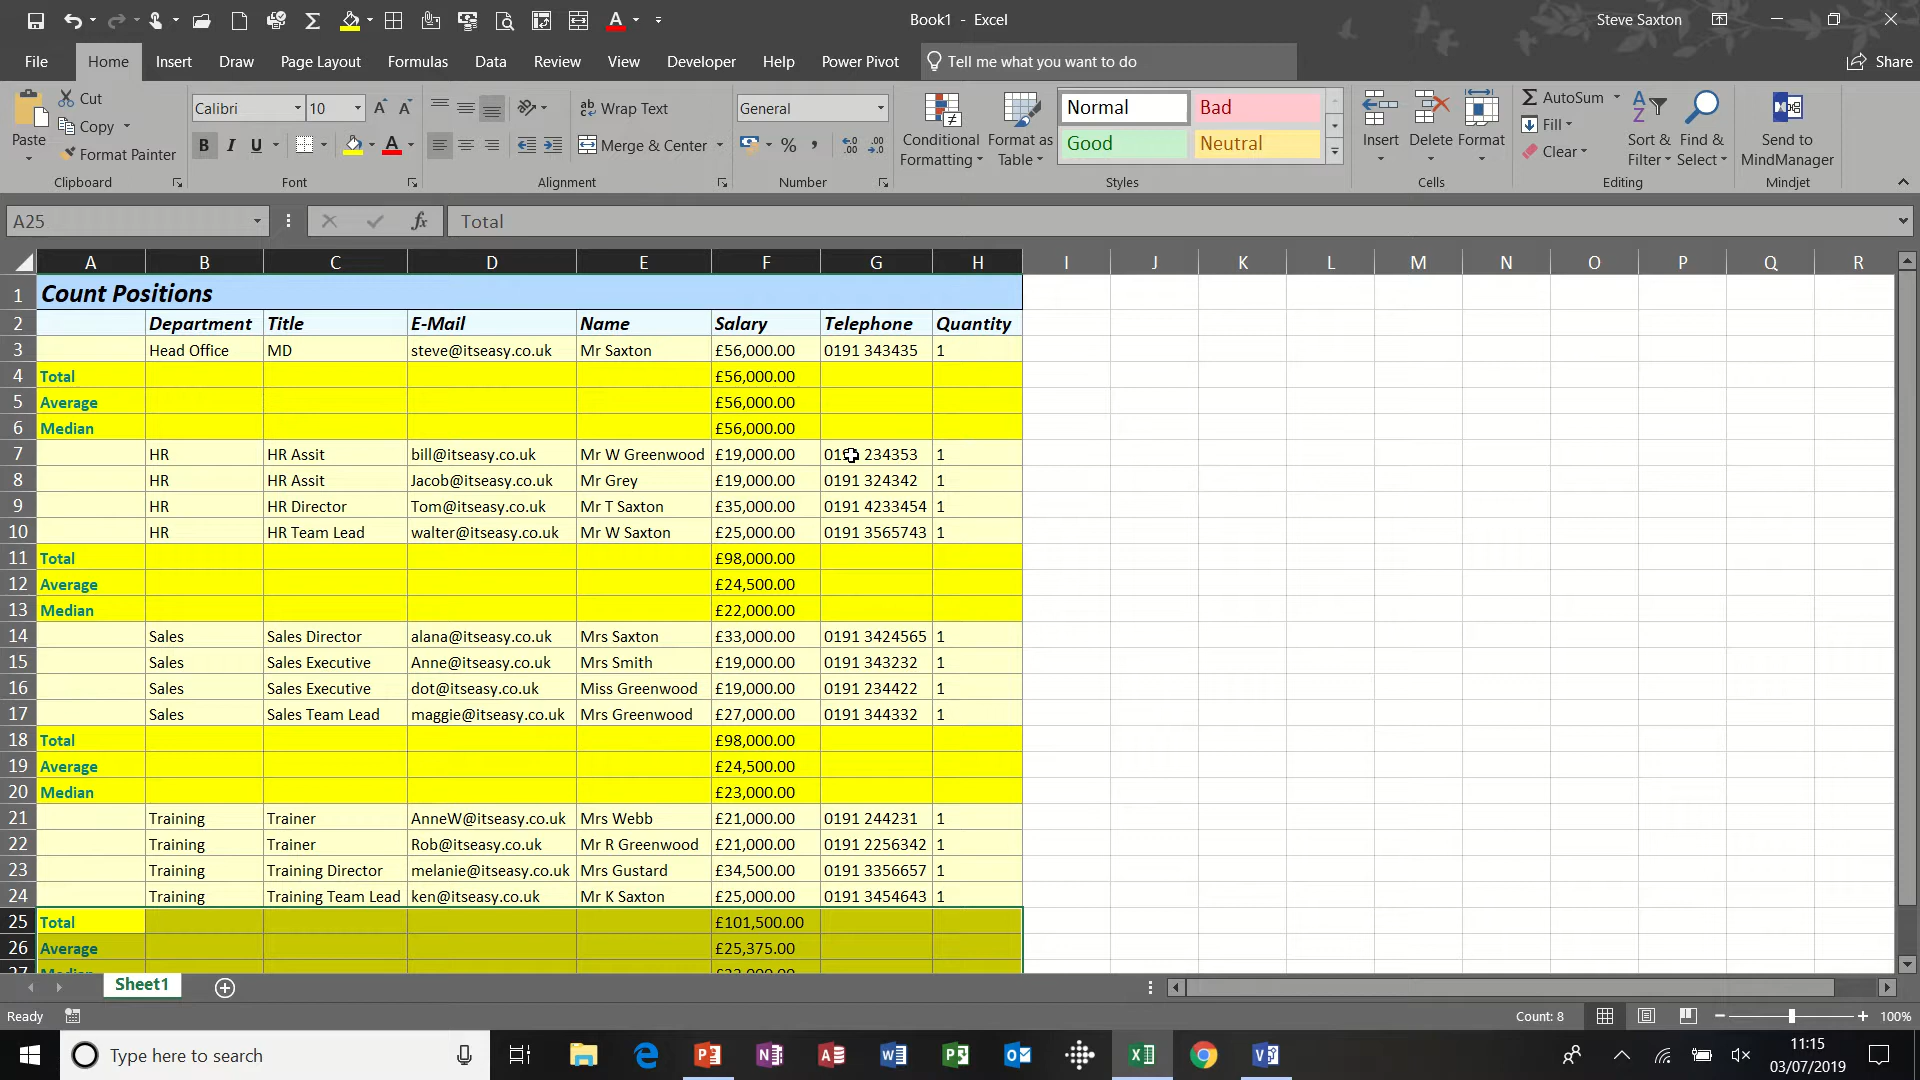 Book1 - Excel
Steve Saxton
File Home Insert Draw Page Layout Formulas Data Review View Developer Help Power Pivot Tell me what you want to do Share
Paste
Cut
Copy
Format Painter
Clipboard
Calibri 10
B I U
Font
Wrap Text
Merge & Center
Alignment
General
%
Number
Conditional Formatting
Format as Table
Normal Bad
Good Neutral
Styles
Insert Delete Format
Cells
AutoSum
Fill
Clear
Sort & Filter
Find & Select
Editing
Send to MindManager
Mindjet
A25 fx Total
A B C D E F G H I J K L M N O P Q R
1 Count Positions
2 Department Title E-Mail Name Salary Telephone Quantity
3 Head Office MD steve@itseasy.co.uk Mr Saxton £56,000.00 0191 343435 1
4 Total £56,000.00
5 Average £56,000.00
6 Median £56,000.00
7 HR HR Assit bill@itseasy.co.uk Mr W Greenwood £19,000.00 0191 234353 1
8 HR HR Assit Jacob@itseasy.co.uk Mr Grey £19,000.00 0191 324342 1
9 HR HR Director Tom@itseasy.co.uk Mr T Saxton £35,000.00 0191 4233454 1
10 HR HR Team Lead walter@itseasy.co.uk Mr W Saxton £25,000.00 0191 3565743 1
11 Total £98,000.00
12 Average £24,500.00
13 Median £22,000.00
14 Sales Sales Director alana@itseasy.co.uk Mrs Saxton £33,000.00 0191 3424565 1
15 Sales Sales Executive Anne@itseasy.co.uk Mrs Smith £19,000.00 0191 343232 1
16 Sales Sales Executive dot@itseasy.co.uk Miss Greenwood £19,000.00 0191 234422 1
17 Sales Sales Team Lead maggie@itseasy.co.uk Mrs Greenwood £27,000.00 0191 344332 1
18 Total £98,000.00
19 Average £24,500.00
20 Median £23,000.00
21 Training Trainer AnneW@itseasy.co.uk Mrs Webb £21,000.00 0191 244231 1
22 Training Trainer Rob@itseasy.co.uk Mr R Greenwood £21,000.00 0191 2256342 1
23 Training Training Director melanie@itseasy.co.uk Mrs Gustard £34,500.00 0191 3356657 1
24 Training Training Team Lead ken@itseasy.co.uk Mr K Saxton £25,000.00 0191 3454643 1
25 Total £101,500.00
26 Average £25,375.00
27 Median
Sheet1
Ready Count: 8 100%
Type here to search
11:15
03/07/2019